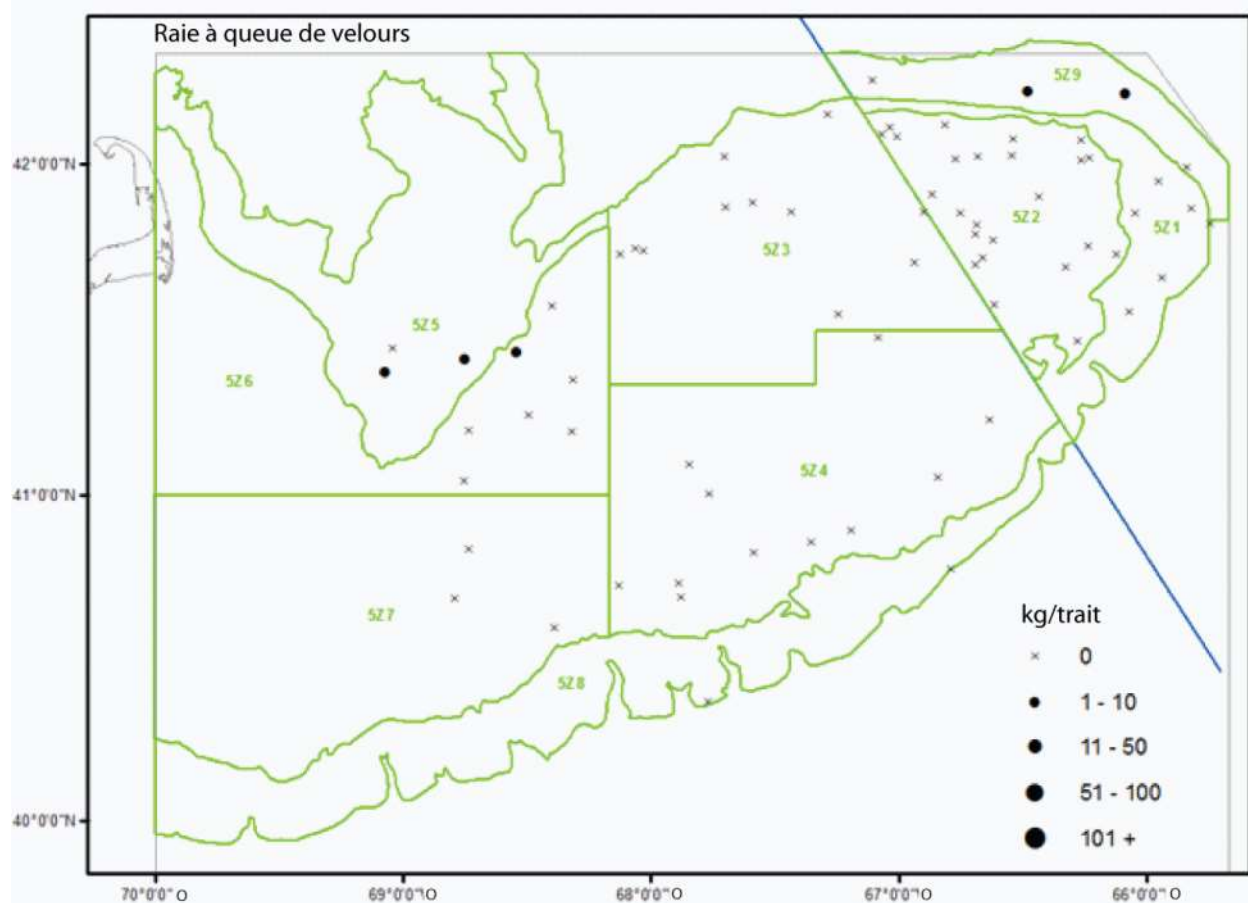 Raie à queue de velours
5Z9
42°0'0"N
5Z2
5Z1
5Z3
5Z5
5Z6
5Z4
41°0'0"N
5Z7
5Z8
kg/trait
0
1 - 10
11 - 50
51 - 100
101 +
40°0'0"N
70°0'0"O
69°0'0"O
68°0'0"O
67°0'0"O
66°0'0"O